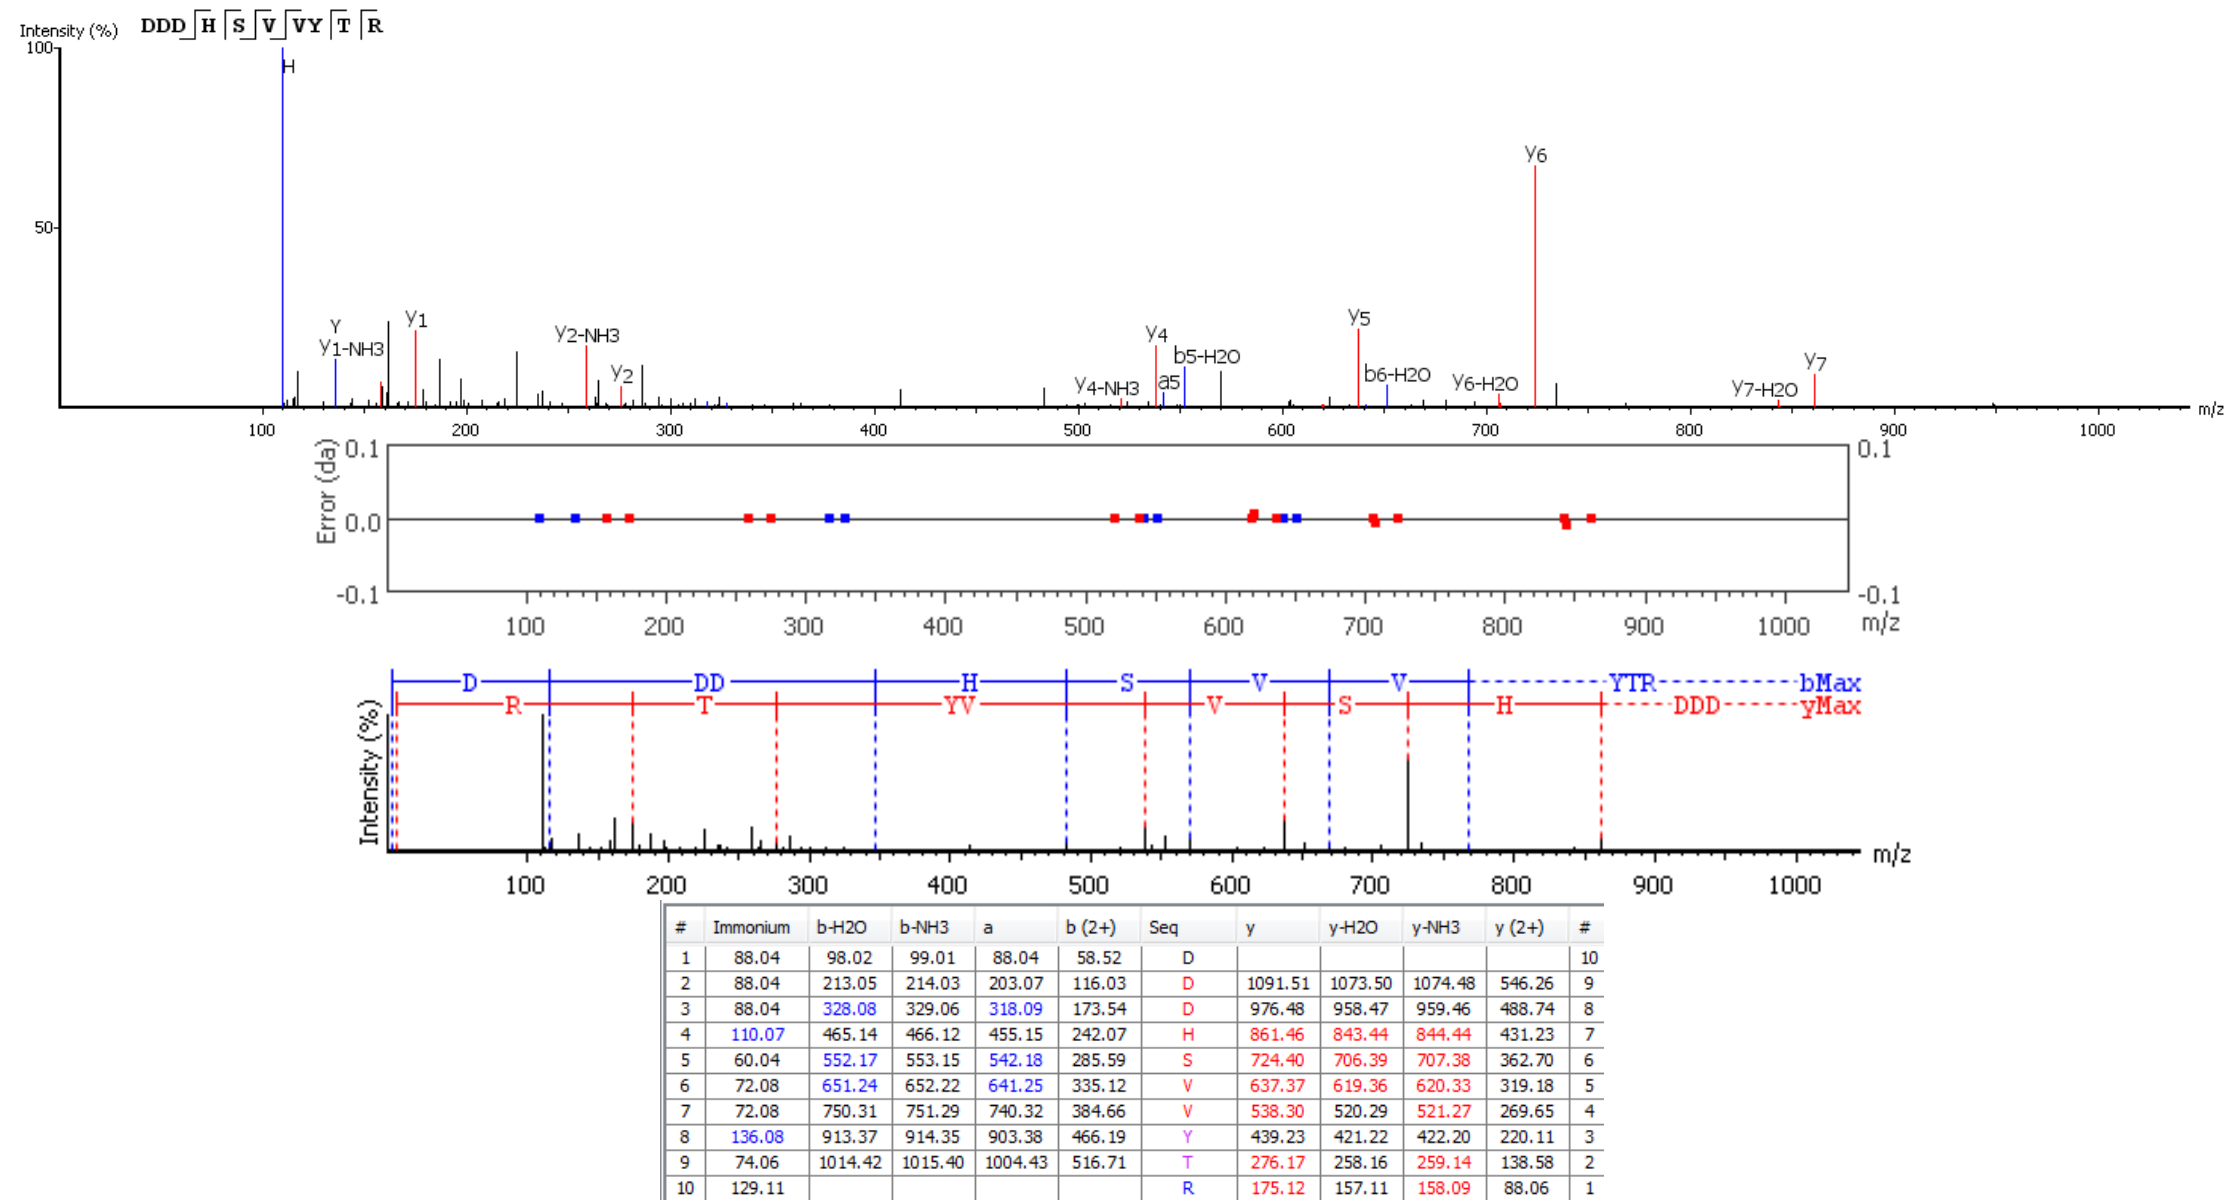 Intensity (%) DDD H S V VY T R
100
H
y6
50
Y y1 y2-NH3 y4 y5
y1-NH3 y2 y4-NH3 a5 b5-H2O b6-H2O y6-H2O y7-H2O y7
m/z
100 200 300 400 500 600 700 800 900 1000
Error (da)
0.1 0.1
0.0
-0.1 -0.1
100 200 300 400 500 600 700 800 900 1000 m/z
D DD H S V V YTR bMax
R T YV V S H DDD yMax
Intensity (%)
m/z
100 200 300 400 500 600 700 800 900 1000
# Immonium b-H2O b-NH3 a b (2+) Seq y y-H2O y-NH3 y (2+) #
1 88.04 98.02 99.01 88.04 58.52 D 10
2 88.04 213.05 214.03 203.07 116.03 D 1091.51 1073.50 1074.48 546.26 9
3 88.04 328.08 329.06 318.09 173.54 D 976.48 958.47 959.46 488.74 8
4 110.07 465.14 466.12 455.15 242.07 H 861.46 843.44 844.44 431.23 7
5 60.04 552.17 553.15 542.18 285.59 S 724.40 706.39 707.38 362.70 6
6 72.08 651.24 652.22 641.25 335.12 V 637.37 619.36 620.33 319.18 5
7 72.08 750.31 751.29 740.32 384.66 V 538.30 520.29 521.27 269.65 4
8 136.08 913.37 914.35 903.38 466.19 Y 439.23 421.22 422.20 220.11 3
9 74.06 1014.42 1015.40 1004.43 516.71 T 276.17 258.16 259.14 138.58 2
10 129.11 R 175.12 157.11 158.09 88.06 1